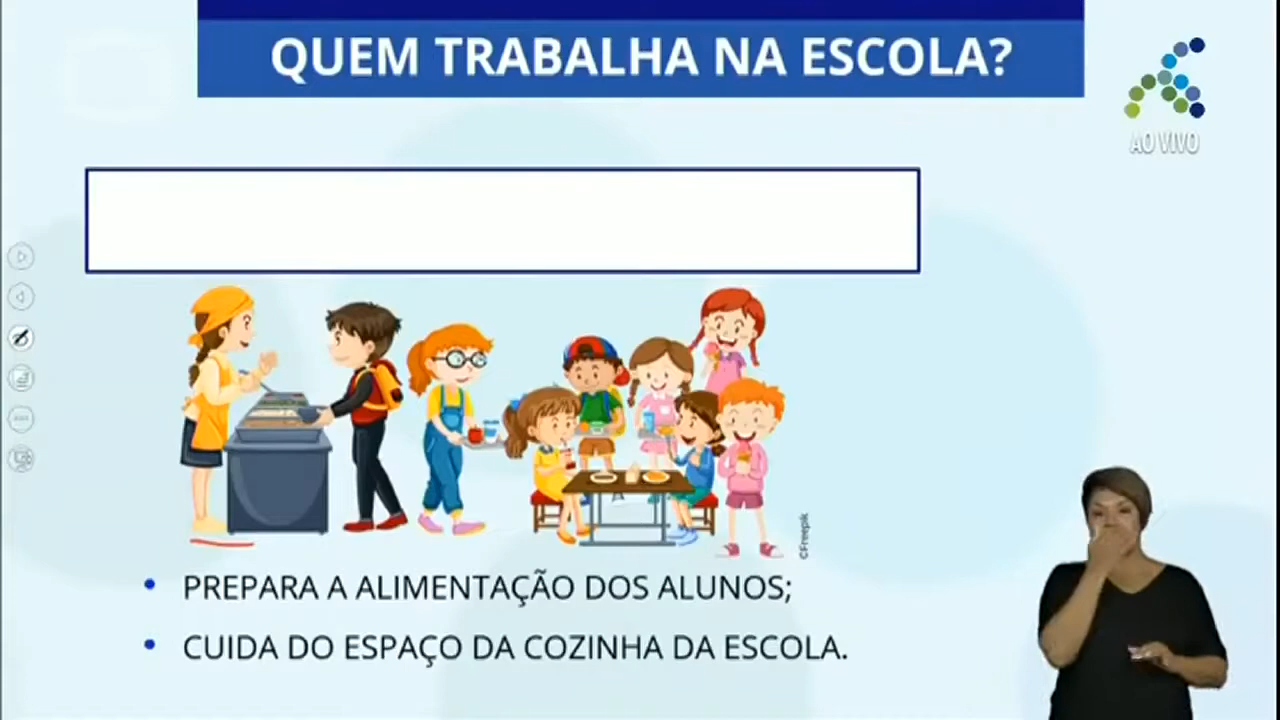 QUEM TRABALHA NA ESCOLA?
AO VIVO
©Freepik
• PREPARA A ALIMENTAÇÃO DOS ALUNOS;
• CUIDA DO ESPAÇO DA COZINHA DA ESCOLA.